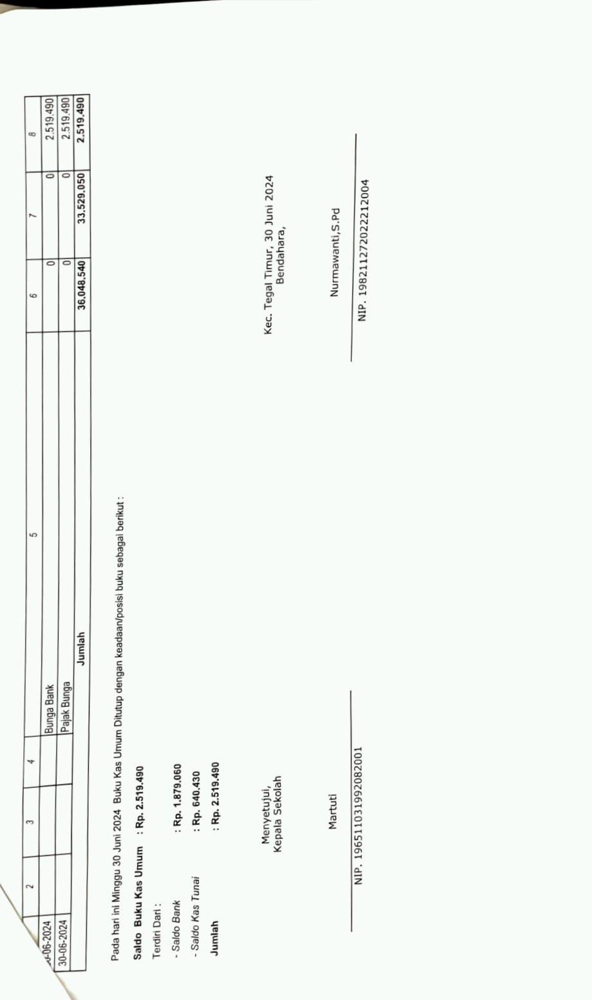 2 3 4 5 6 7 8
-06-2024 Bunga Bank 0 0 2.519.490
30-06-2024 Pajak Bunga 0 0 2.519.490
Jumlah 36.048.540 33.529.050 2.519.490
Pada hari ini Minggu 30 Juni 2024 Buku Kas Umum Ditutup dengan keadaan/posisi buku sebagai berikut :
Saldo Buku Kas Umum : Rp. 2.519.490
Terdiri Dari :
- Saldo Bank : Rp. 1.879.060
- Saldo Kas Tunai : Rp. 640.430
Jumlah : Rp. 2.519.490
Menyetujui,
Kepala Sekolah
Martuti
NIP. 196511031992082001
Kec. Tegal Timur, 30 Juni 2024
Bendahara,
Nurmawanti,S.Pd
NIP. 198211272022212004